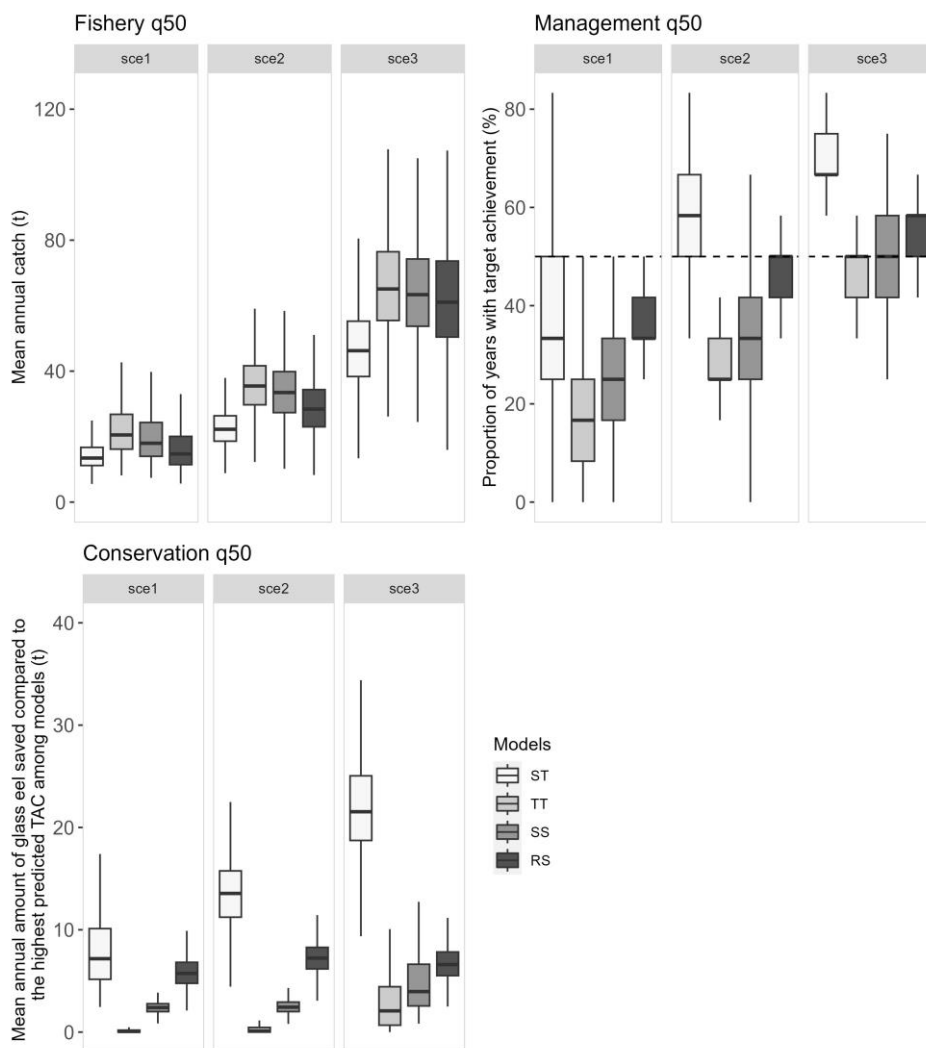 Fishery q50
sce1 sce2 sce3
120
80
40
0
Mean annual catch (t)
Management q50
sce1 sce2 sce3
80
60
40
20
0
Proportion of years with target achievement (%)
Conservation q50
sce1 sce2 sce3
40
30
20
10
0
Mean annual amount of glass eel saved compared to
the highest predicted TAC among models (t)
Models
ST
TT
SS
RS